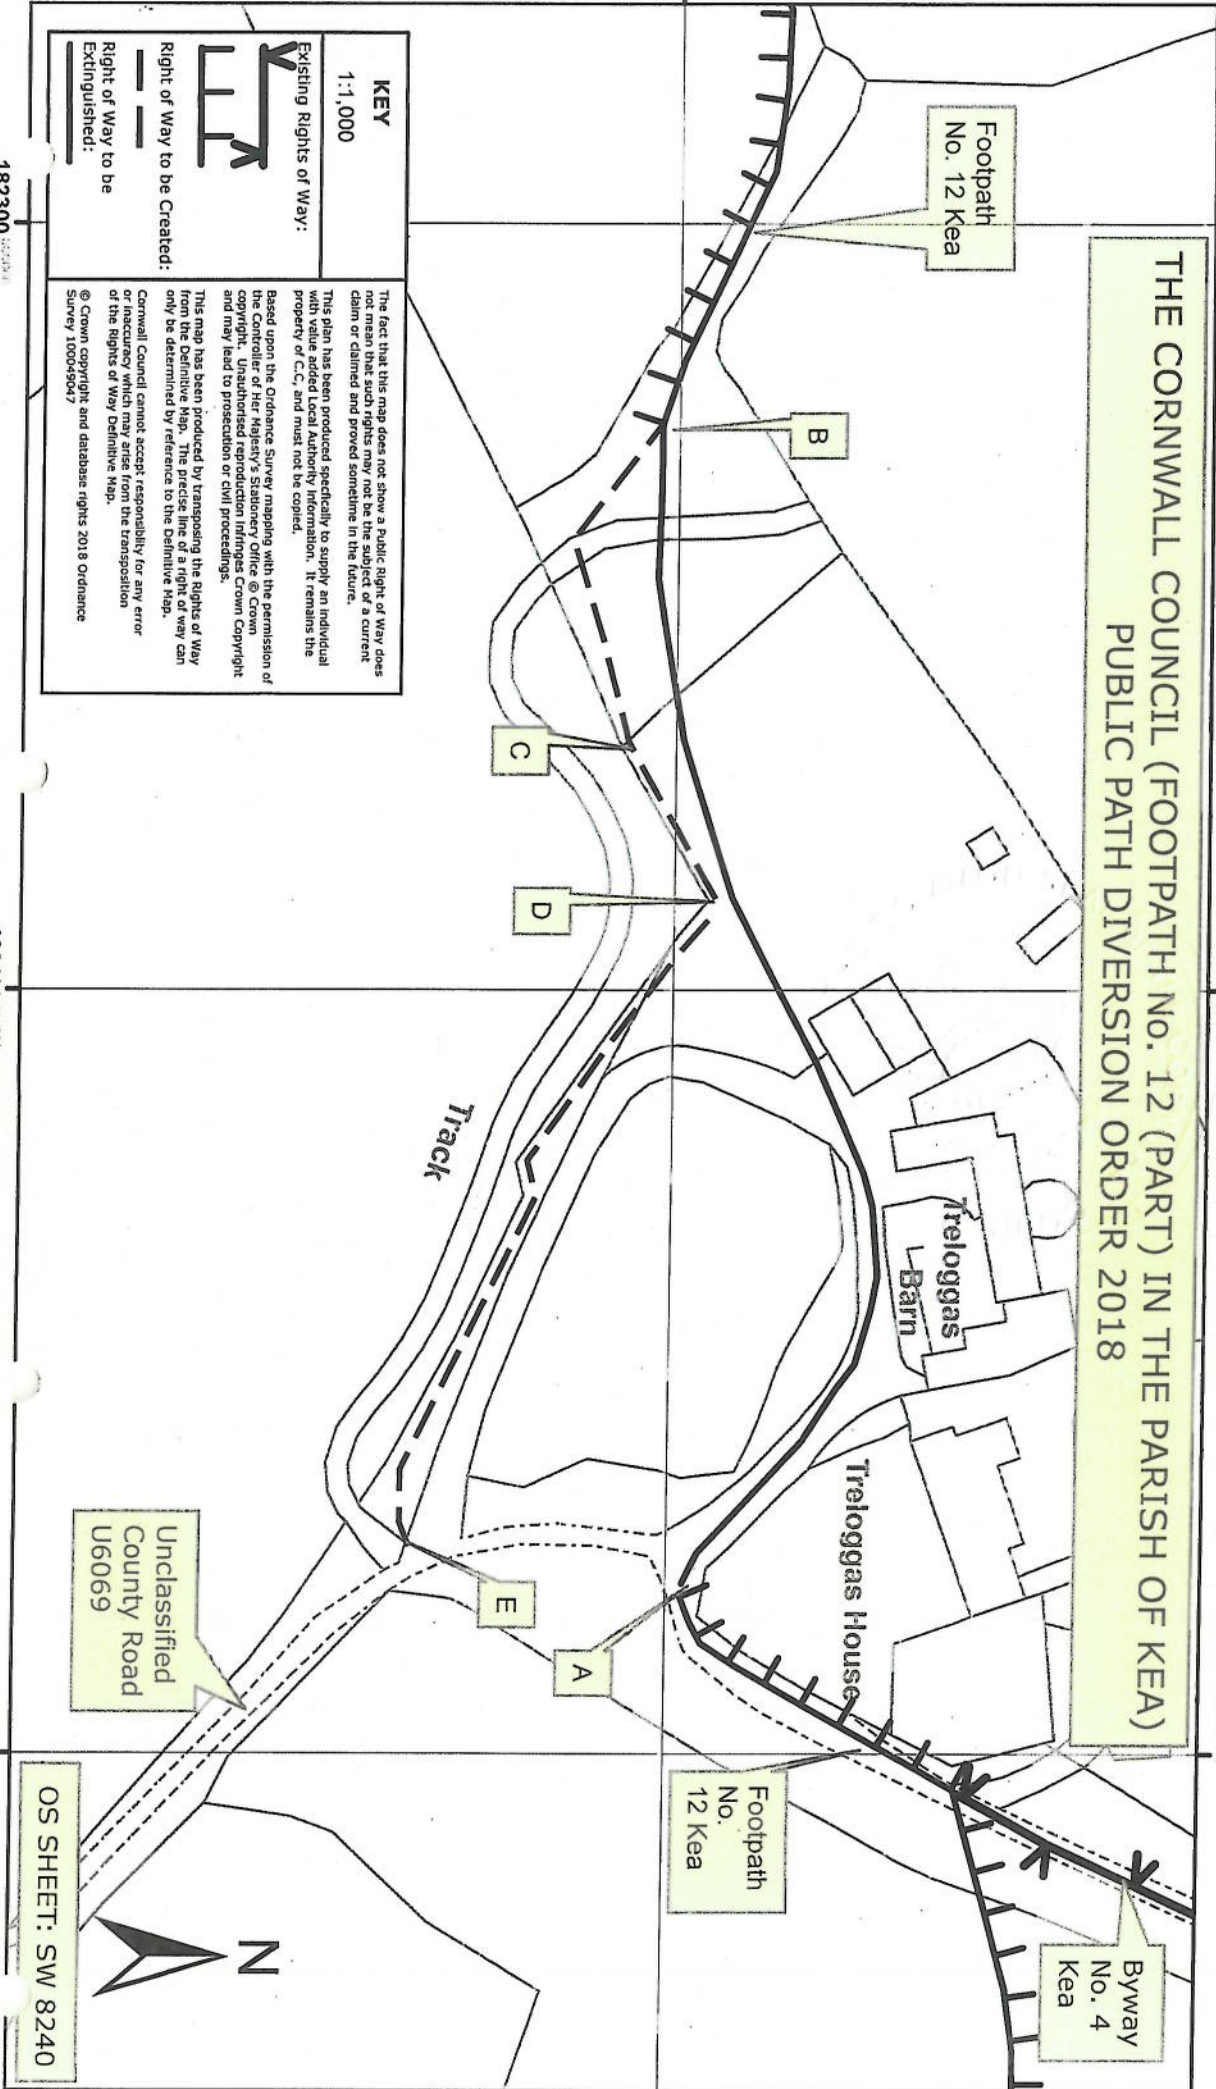 THE CORNWALL COUNCIL (FOOTPATH No. 12 (PART) IN THE PARISH OF KEA)
PUBLIC PATH DIVERSION ORDER 2018
Footpath
No. 12 Kea
B
C
D
Treloggas
Barn
Treloggas House
Track
E
A
Footpath
No.
12 Kea
Byway
No. 4
Kea
Unclassified
County Road
U6069
N
OS SHEET: SW 8240
KEY
1:1,000
Existing Rights of Way:
Right of Way to be Created:
Right of Way to be
Extinguished:
The fact that this map does not show a Public Right of Way does
not mean that such rights may not be the subject of a current
claim or claimed and proved sometime in the future.
This plan has been produced specfically to supply an individual
with value added Local Authority information. It remains the
property of C.C, and must not be copied.
Based upon the Ordnance Survey mapping with the permission of
the Controller of Her Majesty's Stationery Office © Crown
copyright. Unauthorised reproduction infringes Crown Copyright
and may lead to prosecution or civil proceedings.
This map has been produced by transposing the Rights of Way
from the Definitive Map. The precise line of a right of way can
only be determined by reference to the Definitive Map.
Cornwall Council cannot accept responsiblity for any error
or inaccuracy which may arise from the transposition
of the Rights of Way Definitive Map.
© Crown copyright and database rights 2018 Ordnance
Survey 100049047
182300